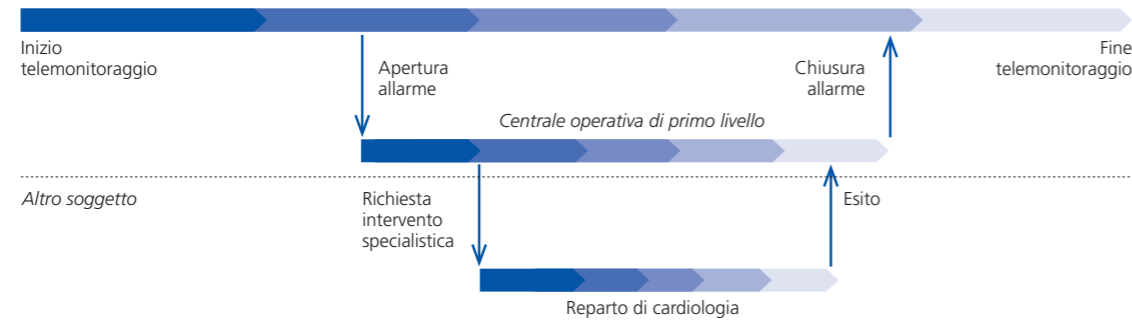 Inizio
telemonitoraggio
Apertura
allarme
Chiusura
allarme
Fine
telemonitoraggio
Centrale operativa di primo livello
Altro soggetto
Richiesta
intervento
specialistica
Esito
Reparto di cardiologia